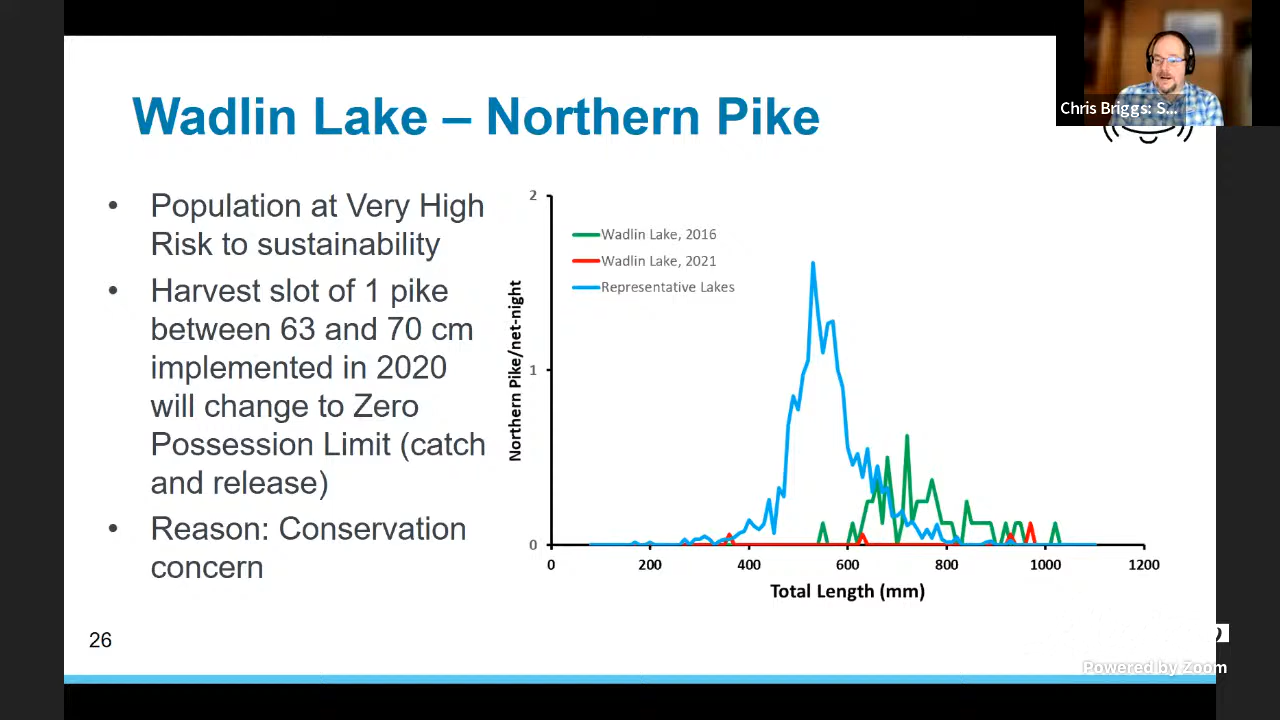 Chris Briggs: S...
Wadlin Lake – Northern Pike
• Population at Very High
Risk to sustainability
• Harvest slot of 1 pike
between 63 and 70 cm
implemented in 2020
will change to Zero
Possession Limit (catch
and release)
• Reason: Conservation
concern
2
1
0
Northern Pike/net-night
Wadlin Lake, 2016
Wadlin Lake, 2021
Representative Lakes
0 200 400 600 800 1000 1200
Total Length (mm)
26
Powered by Zoom